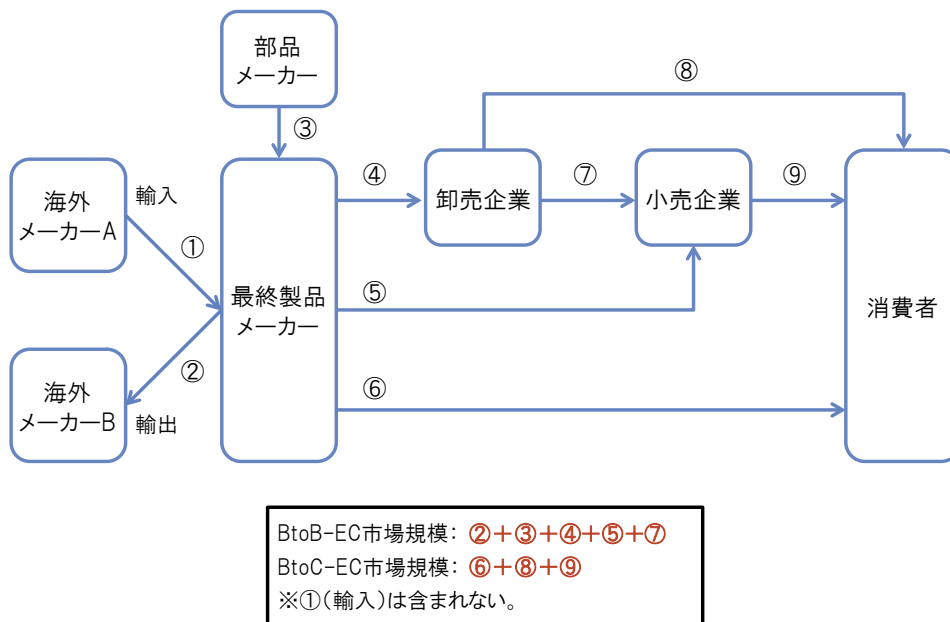 部品
メーカー
③
⑧
海外
メーカーA
輸入
①
④
卸売企業
⑦
小売企業
⑨
最終製品
メーカー
⑤
消費者
海外
メーカーB
②
輸出
⑥
BtoB-EC市場規模: ②+③+④+⑤+⑦
BtoC-EC市場規模: ⑥+⑧+⑨
※①(輸入)は含まれない。